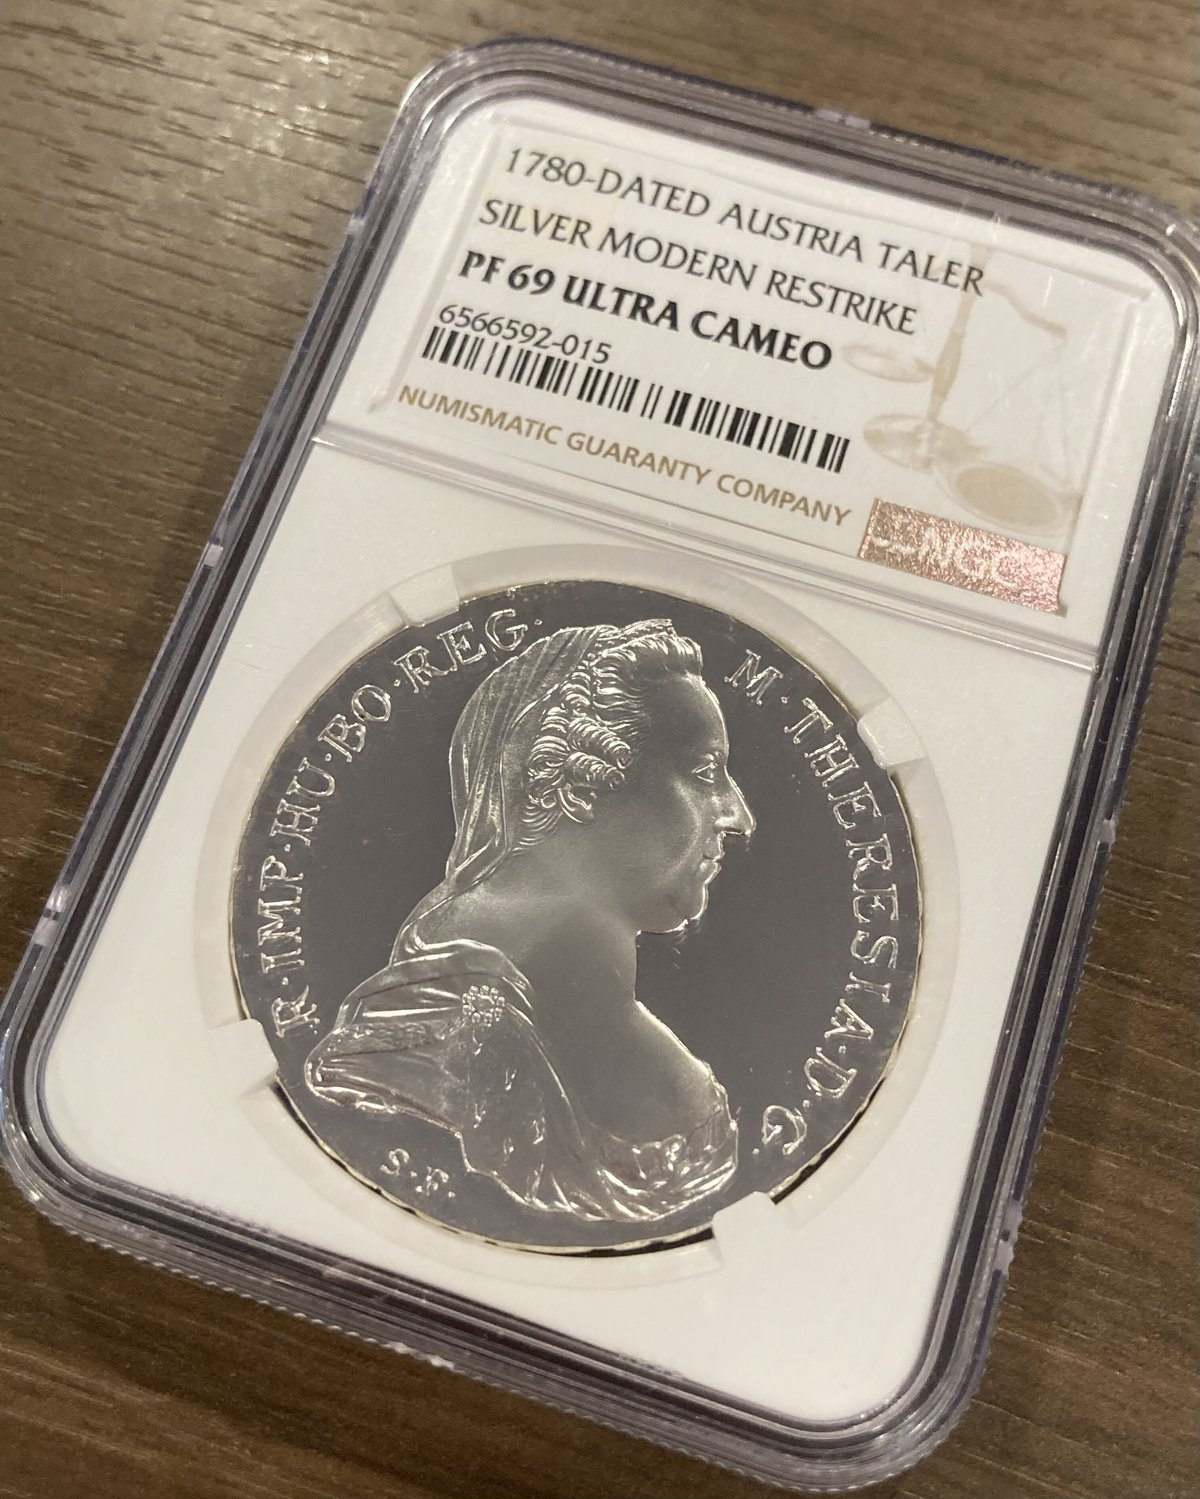 1780-DATED AUSTRIA TALER
SILVER MODERN RESTRIKE
PF 69 ULTRA CAMEO
6566592-015
NUMISMATIC GUARANTY COMPANY
NGC
R·IMP·HU·BO·REG·
M·THERESIA·D·G·
S·F·